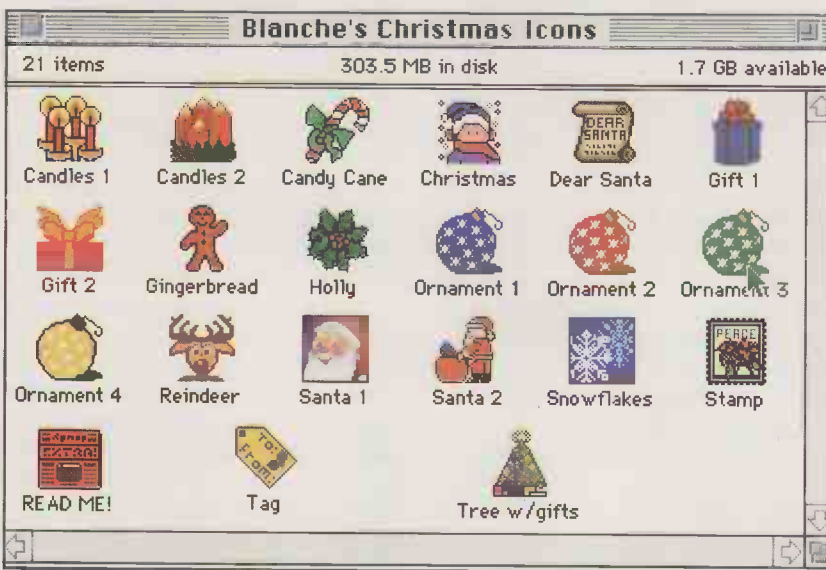 Blanche's Christmas Icons
21 items 303.5 MB in disk 1.7 GB available
DEAR
SANTA
Candles 1 Candles 2 Candy Cane Christmas Dear Santa Gift 1
Gift 2 Gingerbread Holly Ornament 1 Ornament 2 Ornament 3
PEACE
Ornament 4 Reindeer Santa 1 Santa 2 Snowflakes Stamp
EXTRA!
To:
From:
READ ME! Tag Tree w/gifts